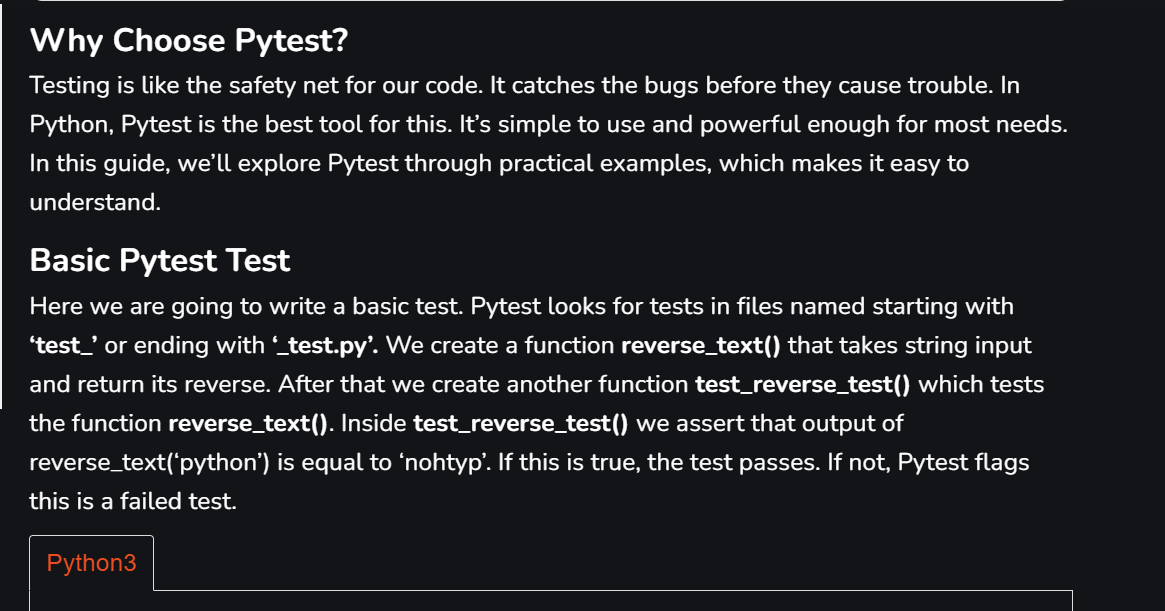 Why Choose Pytest?
Testing is like the safety net for our code. It catches the bugs before they cause trouble. In
Python, Pytest is the best tool for this. It’s simple to use and powerful enough for most needs.
In this guide, we’ll explore Pytest through practical examples, which makes it easy to
understand.
Basic Pytest Test
Here we are going to write a basic test. Pytest looks for tests in files named starting with
‘test_’ or ending with ‘_test.py’. We create a function reverse_text() that takes string input
and return its reverse. After that we create another function test_reverse_test() which tests
the function reverse_text(). Inside test_reverse_test() we assert that output of
reverse_text(‘python’) is equal to ‘nohtyp’. If this is true, the test passes. If not, Pytest flags
this is a failed test.
Python3